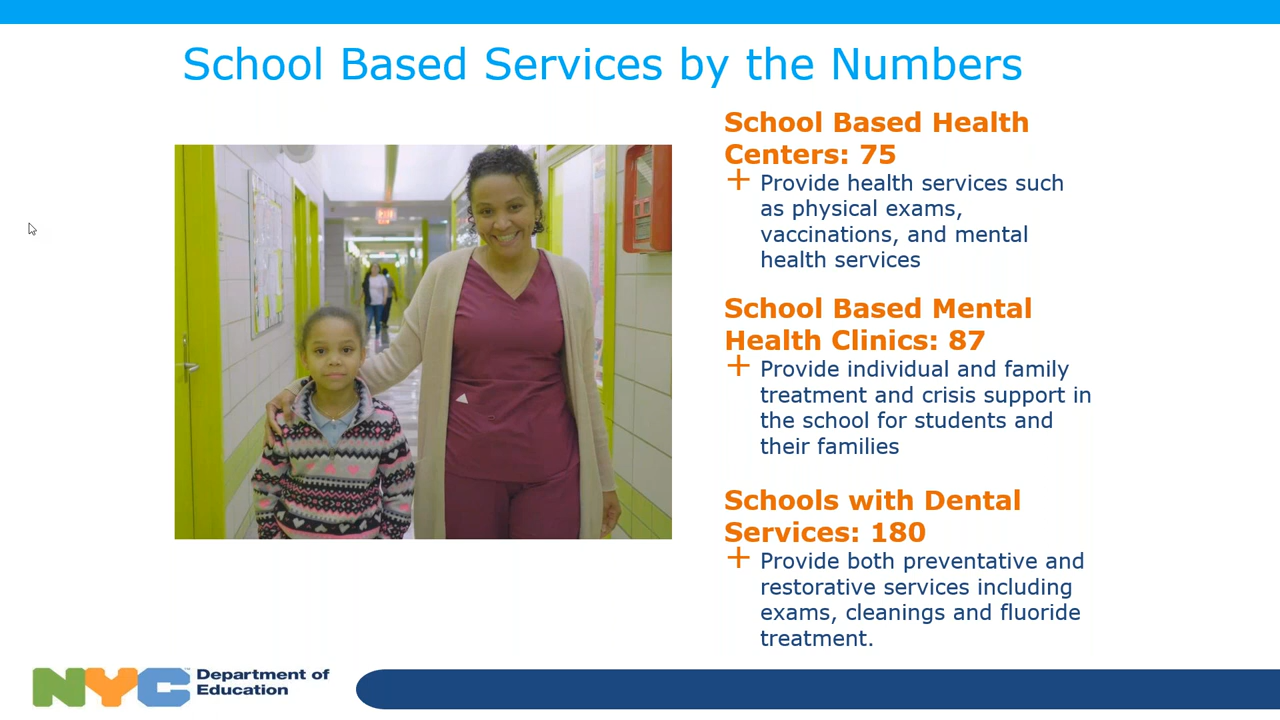 School Based Services by the Numbers
School Based Health
Centers: 75
+ Provide health services such
as physical exams,
vaccinations, and mental
health services
School Based Mental
Health Clinics: 87
+ Provide individual and family
treatment and crisis support in
the school for students and
their families
Schools with Dental
Services: 180
+ Provide both preventative and
restorative services including
exams, cleanings and fluoride
treatment.
NYC
Department of
Education